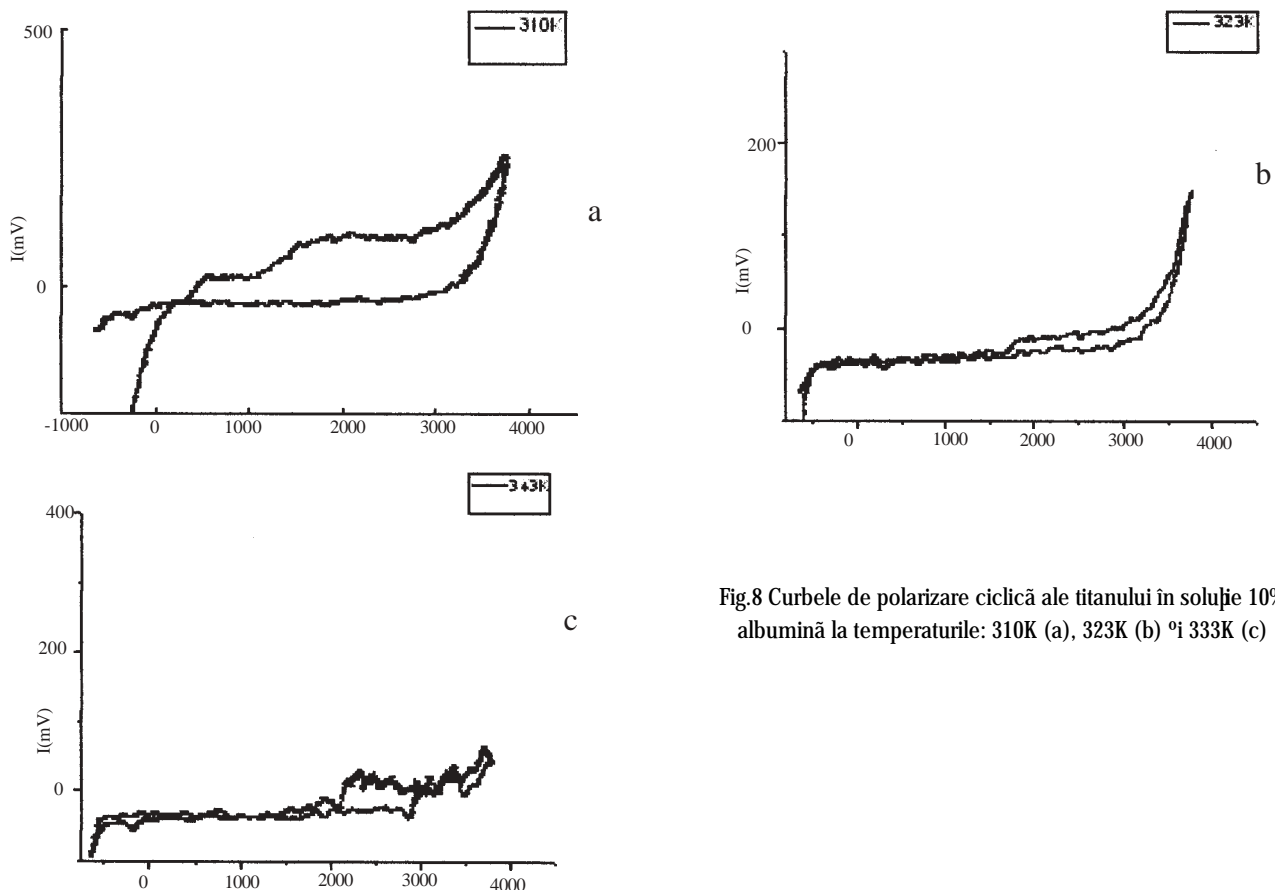 500
310K
I(mV)
0
a
-1000 0 1000 2000 3000 4000
323K
200
b
I(mV)
0
0 1000 2000 3000 4000
343K
400
200
c
I(mV)
0
0 1000 2000 3000 4000
Fig.8 Curbele de polarizare ciclicã ale titanului în soluþie 10%
albuminã la temperaturile: 310K (a), 323K (b) ºi 333K (c)